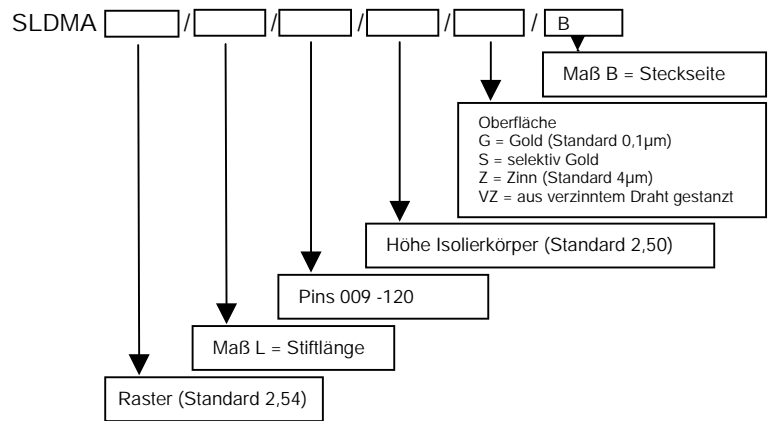 SLDMA / / / / / B
Maß B = Steckseite
Oberfläche
G = Gold (Standard 0,1µm)
S = selektiv Gold
Z = Zinn (Standard 4µm)
VZ = aus verzinntem Draht gestanzt
Höhe Isolierkörper (Standard 2,50)
Pins 009 -120
Maß L = Stiftlänge
Raster (Standard 2,54)